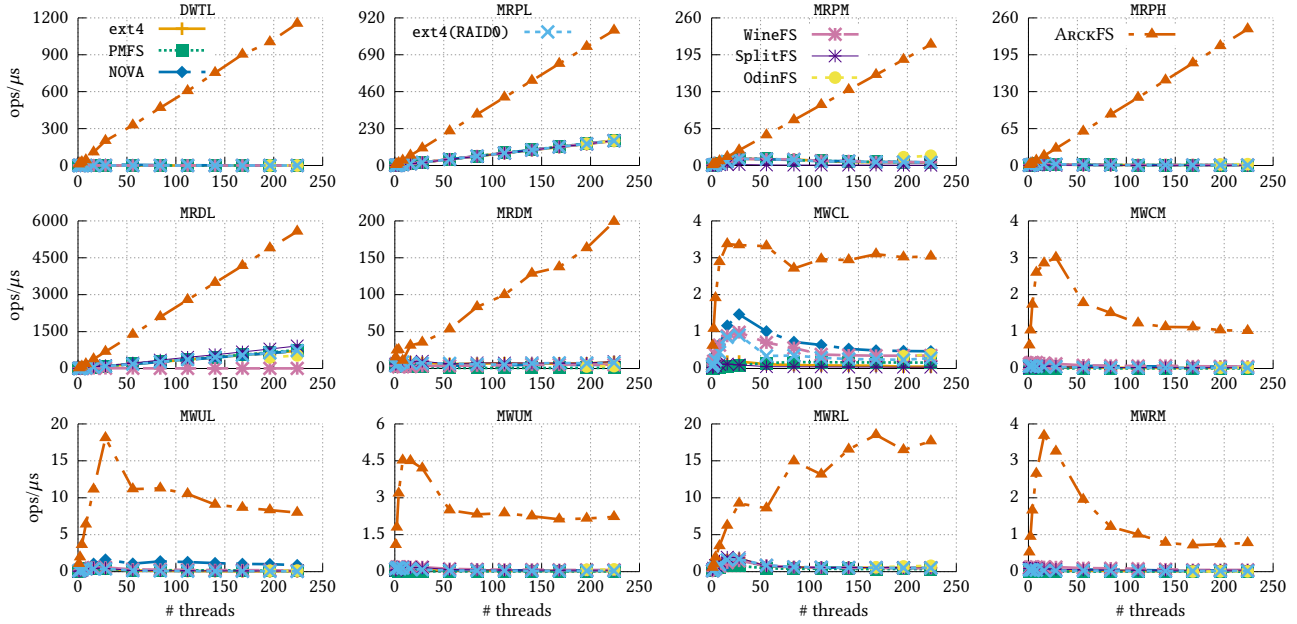 DWTL MRPL MRPM MRPH
ops/μs
1200
900
600
300
0
ext4
PMFS
NOVA
0 50 100 150 200 250
920
690
460
230
0
ext4(RAID0)
0 50 100 150 200 250
260
195
130
65
0
WineFS
SplitFS
OdinFS
0 50 100 150 200 250
260
195
130
65
0
ArckFS
0 50 100 150 200 250
MRDL MRDM MWCL MWCM
ops/μs
6000
4500
3000
1500
0
0 50 100 150 200 250
200
150
100
50
0
0 50 100 150 200 250
4
3
2
1
0
0 50 100 150 200 250
4
3
2
1
0
0 50 100 150 200 250
MWUL MWUM MWRL MWRM
ops/μs
20
15
10
5
0
0 50 100 150 200 250
# threads
6
4.5
3
1.5
0
0 50 100 150 200 250
# threads
20
15
10
5
0
0 50 100 150 200 250
# threads
4
3
2
1
0
0 50 100 150 200 250
# threads